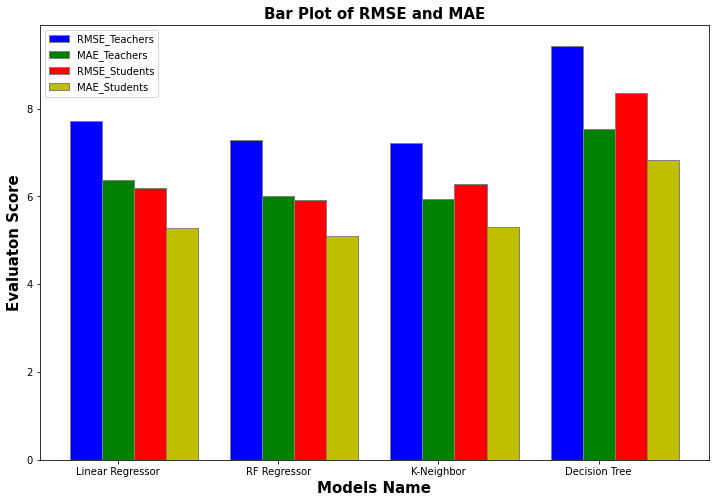 Bar Plot of RMSE and MAE
RMSE_Teachers
MAE_Teachers
RMSE_Students
MAE_Students
Evaluaton Score
8
6
4
2
0
Linear Regressor RF Regressor K-Neighbor Decision Tree
Models Name